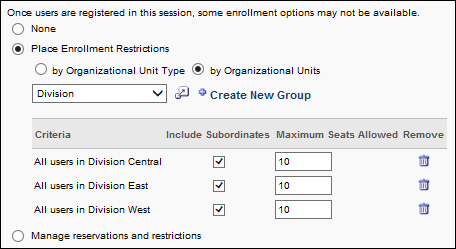 Once users are registered in this session, some enrollment options may not be available.
None
Place Enrollment Restrictions
by Organizational Unit Type by Organizational Units
Division Create New Group
Criteria Include Subordinates Maximum Seats Allowed Remove
All users in Division Central 10
All users in Division East 10
All users in Division West 10
Manage reservations and restrictions